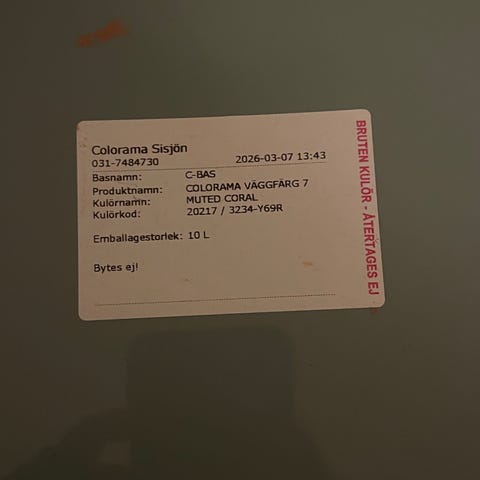 Colorama Sisjön
031-7484730 2026-03-07 13:43
Basnamn: C-BAS
Produktnamn: COLORAMA VÄGGFÄRG 7
Kulörnamn: MUTED CORAL
Kulörkod: 20217 / 3234-Y69R
Emballagestorlek: 10 L
Bytes ej!
BRUTEN KULÖR - ÅTERTAGES EJ